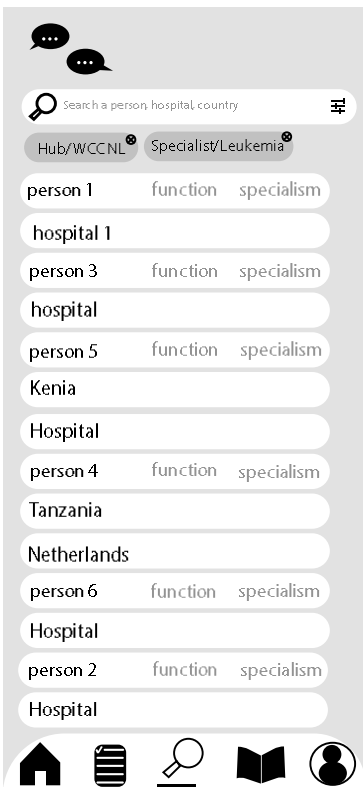 Search a person, hospital, country
Hub/WCCNL
Specialist/Leukemia
person 1 function specialism
hospital 1
person 3 function specialism
hospital
person 5 function specialism
Kenia
Hospital
person 4 function specialism
Tanzania
Netherlands
person 6 function specialism
Hospital
person 2 function specialism
Hospital